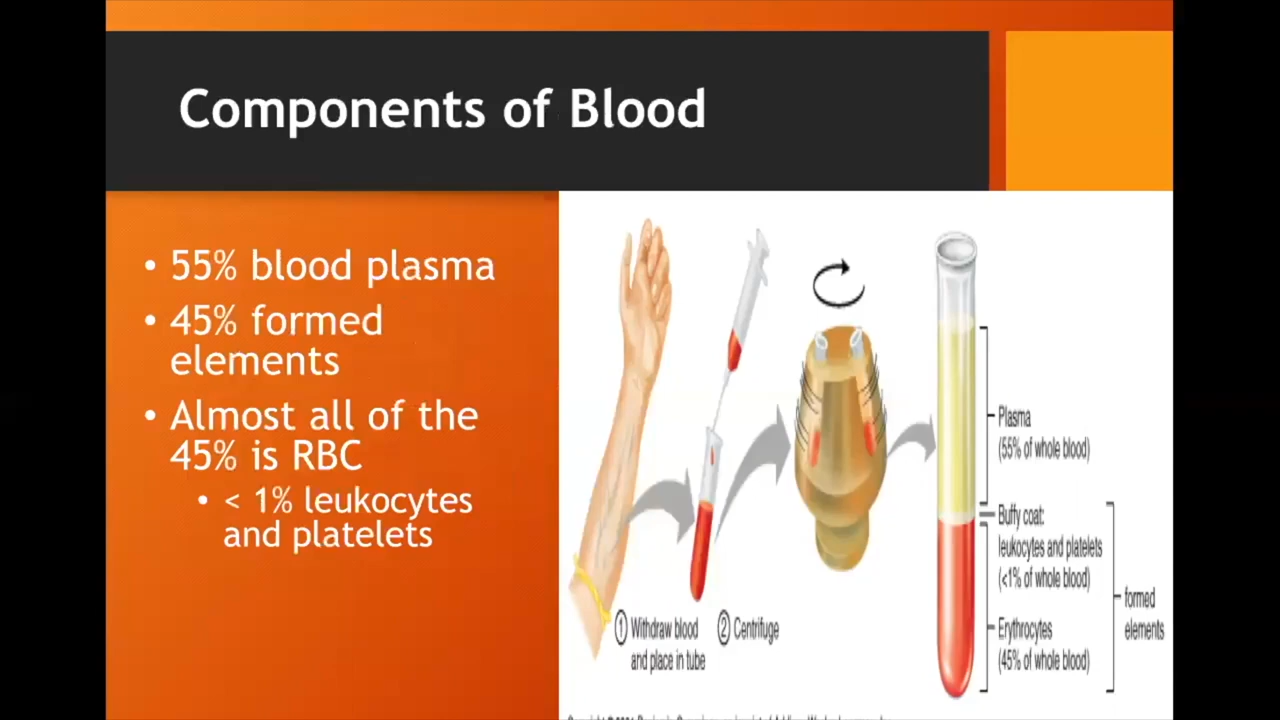 Components of Blood
• 55% blood plasma
• 45% formed
elements
• Almost all of the
45% is RBC
• < 1% leukocytes
and platelets
Plasma
(55% of whole blood)
Buffy coat:
leukocytes and platelets
(<1% of whole blood)
formed
elements
Erythrocytes
(45% of whole blood)
1 Withdraw blood
and place in tube
2 Centrifuge